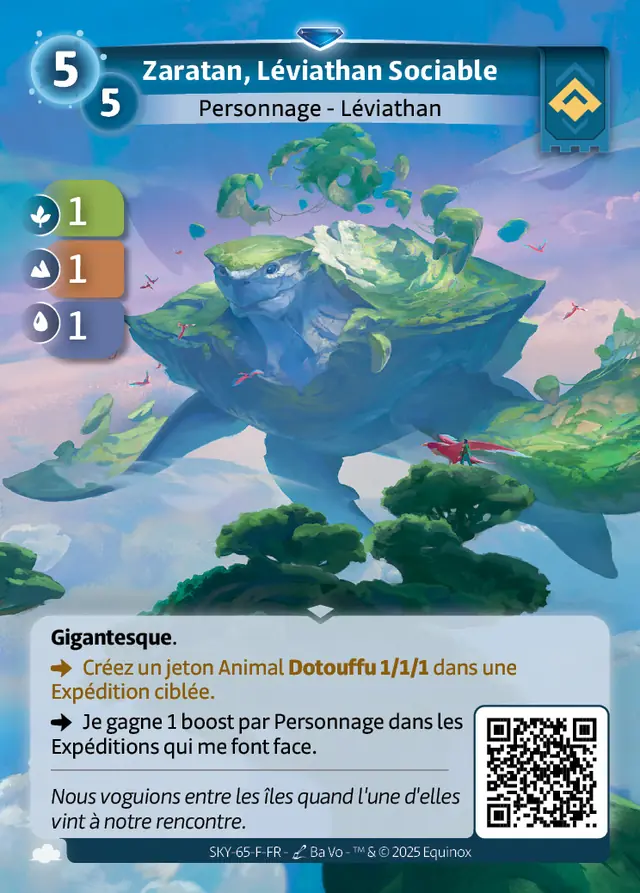 5
5
Zaratan, Léviathan Sociable
Personnage - Léviathan
1
1
1
Gigantesque.
Créez un jeton Animal Dotouffu 1/1/1 dans une
Expédition ciblée.
Je gagne 1 boost par Personnage dans les
Expéditions qui me font face.
Nous voguions entre les îles quand l'une d'elles
vint à notre rencontre.
SKY-65-F-FR - Ba Vo - ™ & © 2025 Equinox